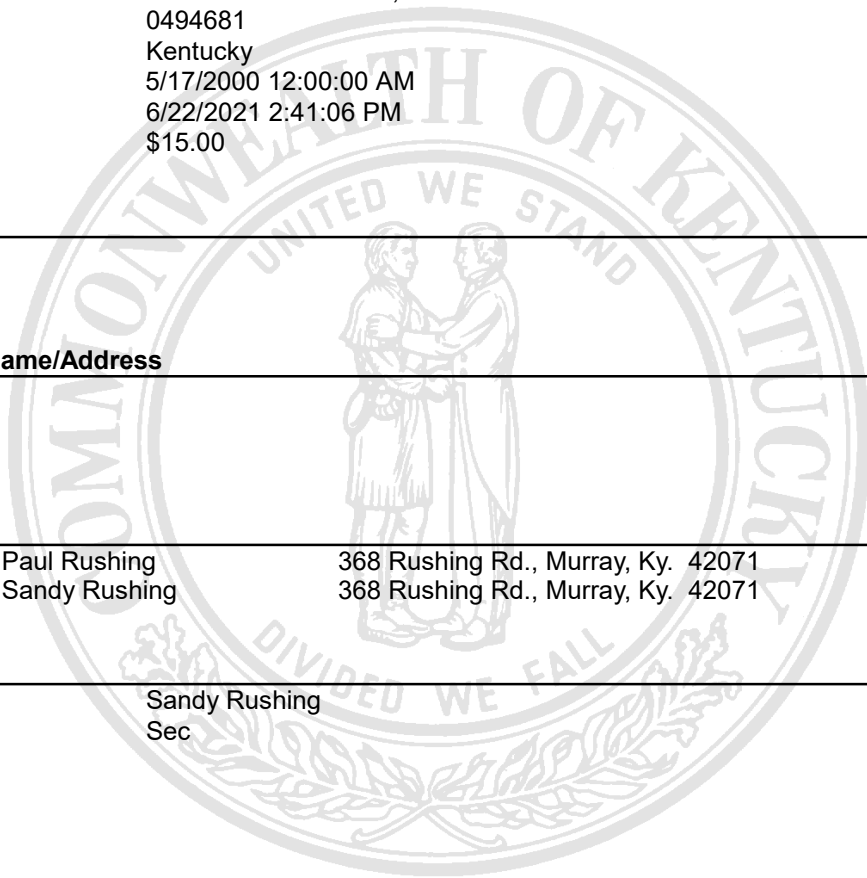 0494681
Kentucky
5/17/2000 12:00:00 AM
6/22/2021 2:41:06 PM
$15.00
COMMONWEALTH OF KENTUCKY
UNITED WE STAND
ame/Address
Paul Rushing 368 Rushing Rd., Murray, Ky. 42071
Sandy Rushing 368 Rushing Rd., Murray, Ky. 42071
DIVIDED WE FALL
Sandy Rushing
Sec